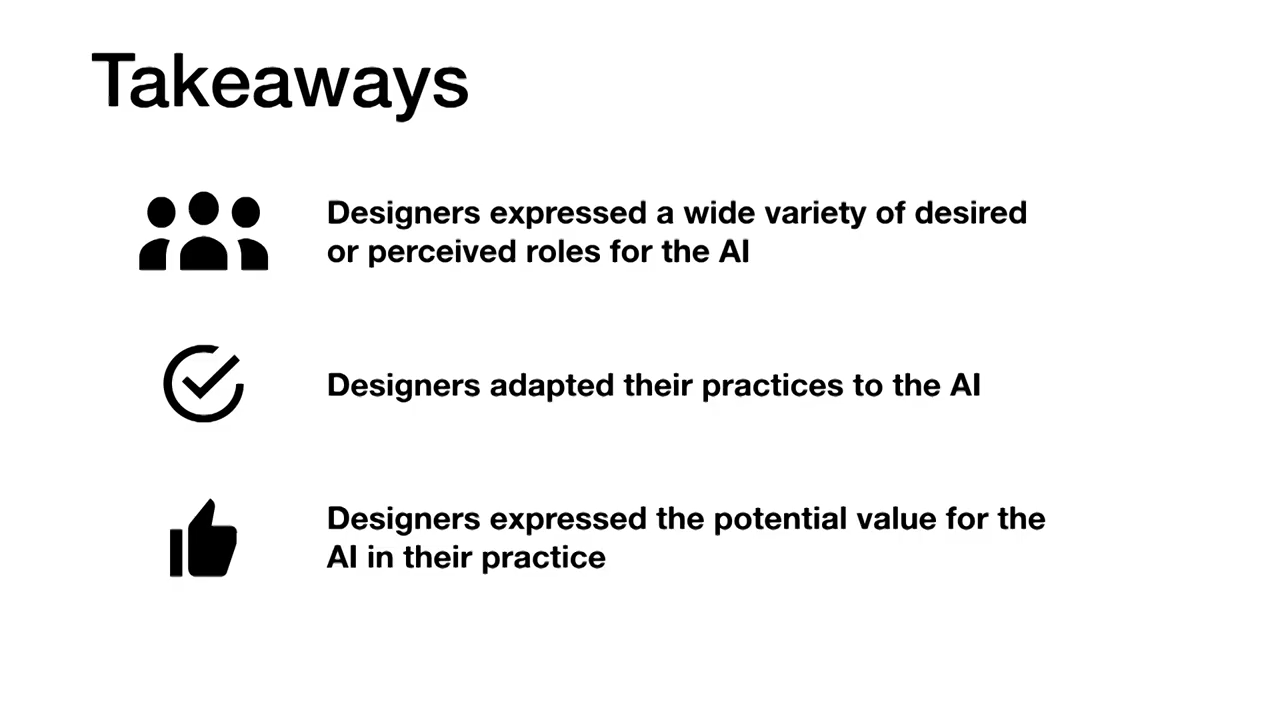 Takeaways
Designers expressed a wide variety of desired
or perceived roles for the AI
Designers adapted their practices to the AI
Designers expressed the potential value for the
AI in their practice